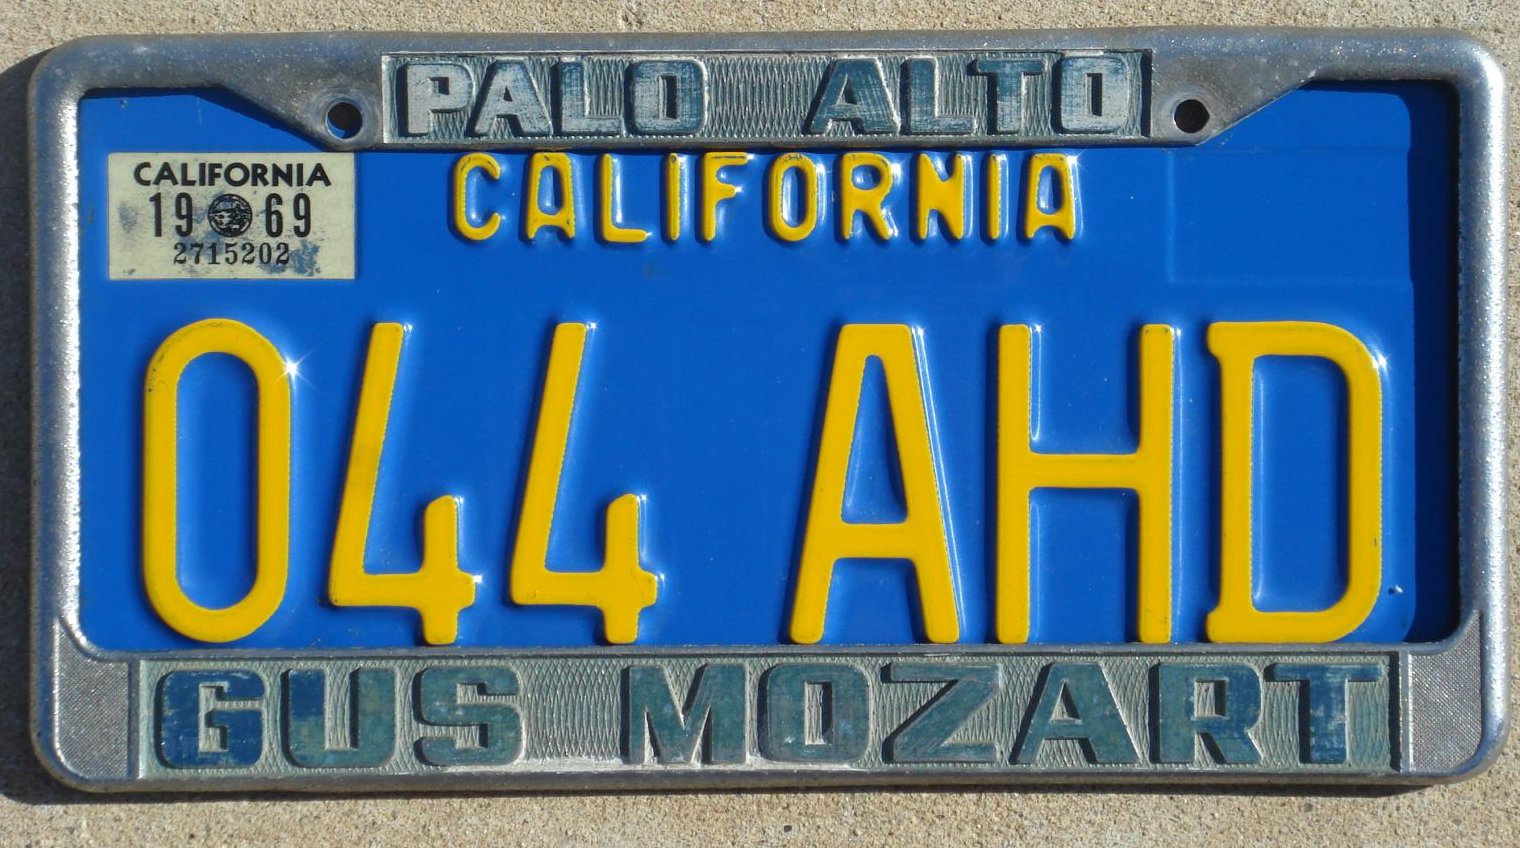 PALO ALTO
CALIFORNIA
19 69
2715202
CALIFORNIA
044 AHD
GUS MOZART